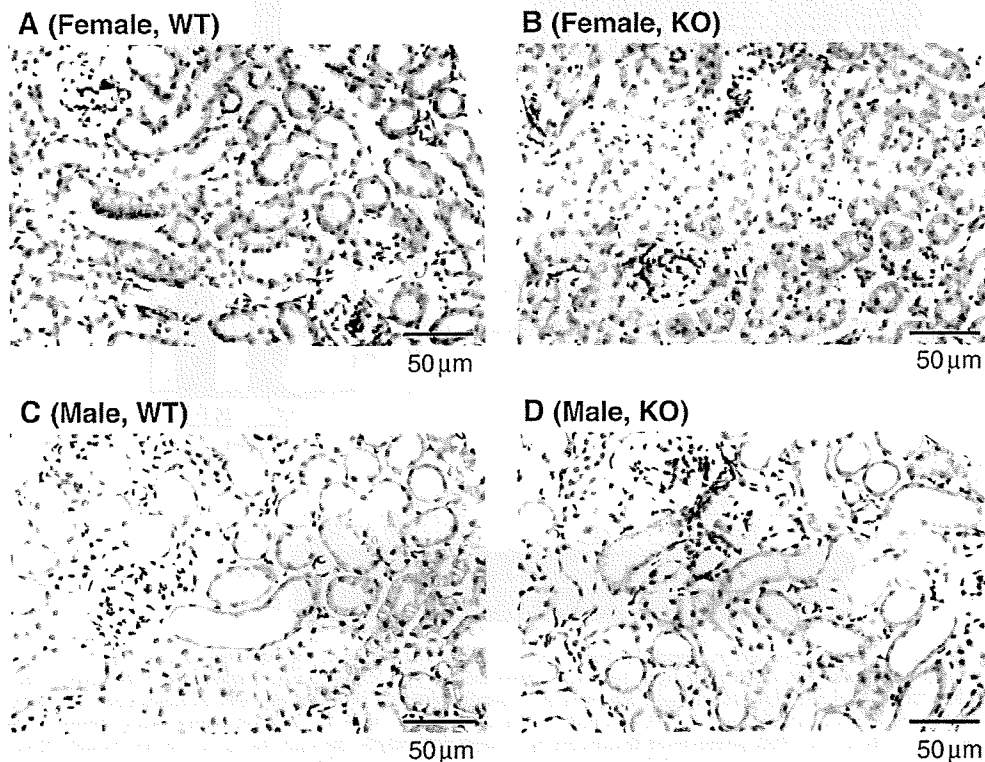 A (Female, WT)
B (Female, KO)
50 µm
50 µm
C (Male, WT)
D (Male, KO)
50 µm
50 µm